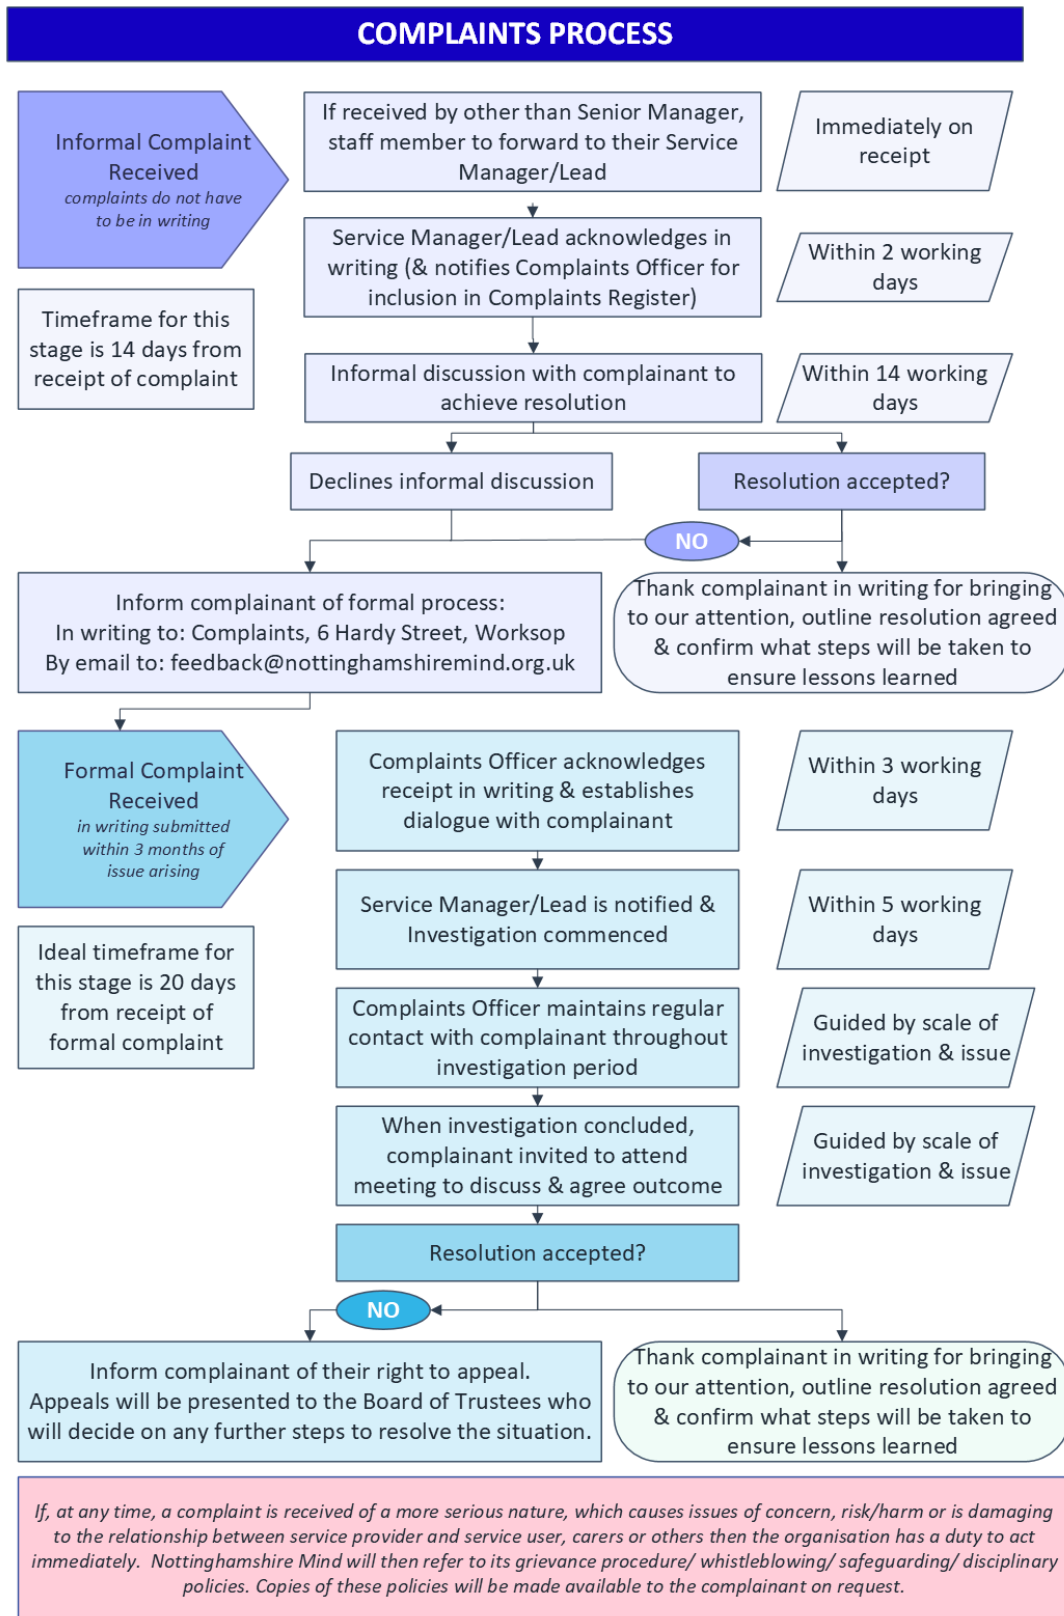 COMPLAINTS PROCESS
Informal Complaint
Received
complaints do not have
to be in writing
If received by other than Senior Manager,
staff member to forward to their Service
Manager/Lead
Immediately on
receipt
Service Manager/Lead acknowledges in
writing (& notifies Complaints Officer for
inclusion in Complaints Register)
Within 2 working
days
Timeframe for this
stage is 14 days from
receipt of complaint
Informal discussion with complainant to
achieve resolution
Within 14 working
days
Declines informal discussion
Resolution accepted?
NO
Inform complainant of formal process:
In writing to: Complaints, 6 Hardy Street, Worksop
By email to: feedback@nottinghamshiremind.org.uk
Thank complainant in writing for bringing
to our attention, outline resolution agreed
& confirm what steps will be taken to
ensure lessons learned
Formal Complaint
Received
in writing submitted
within 3 months of
issue arising
Complaints Officer acknowledges
receipt in writing & establishes
dialogue with complainant
Within 3 working
days
Service Manager/Lead is notified &
Investigation commenced
Within 5 working
days
Ideal timeframe for
this stage is 20 days
from receipt of
formal complaint
Complaints Officer maintains regular
contact with complainant throughout
investigation period
Guided by scale of
investigation & issue
When investigation concluded,
complainant invited to attend
meeting to discuss & agree outcome
Guided by scale of
investigation & issue
Resolution accepted?
NO
Inform complainant of their right to appeal.
Appeals will be presented to the Board of Trustees who
will decide on any further steps to resolve the situation.
Thank complainant in writing for bringing
to our attention, outline resolution agreed
& confirm what steps will be taken to
ensure lessons learned
If, at any time, a complaint is received of a more serious nature, which causes issues of concern, risk/harm or is damaging
to the relationship between service provider and service user, carers or others then the organisation has a duty to act
immediately.  Nottinghamshire Mind will then refer to its grievance procedure/ whistleblowing/ safeguarding/ disciplinary
policies. Copies of these policies will be made available to the complainant on request.